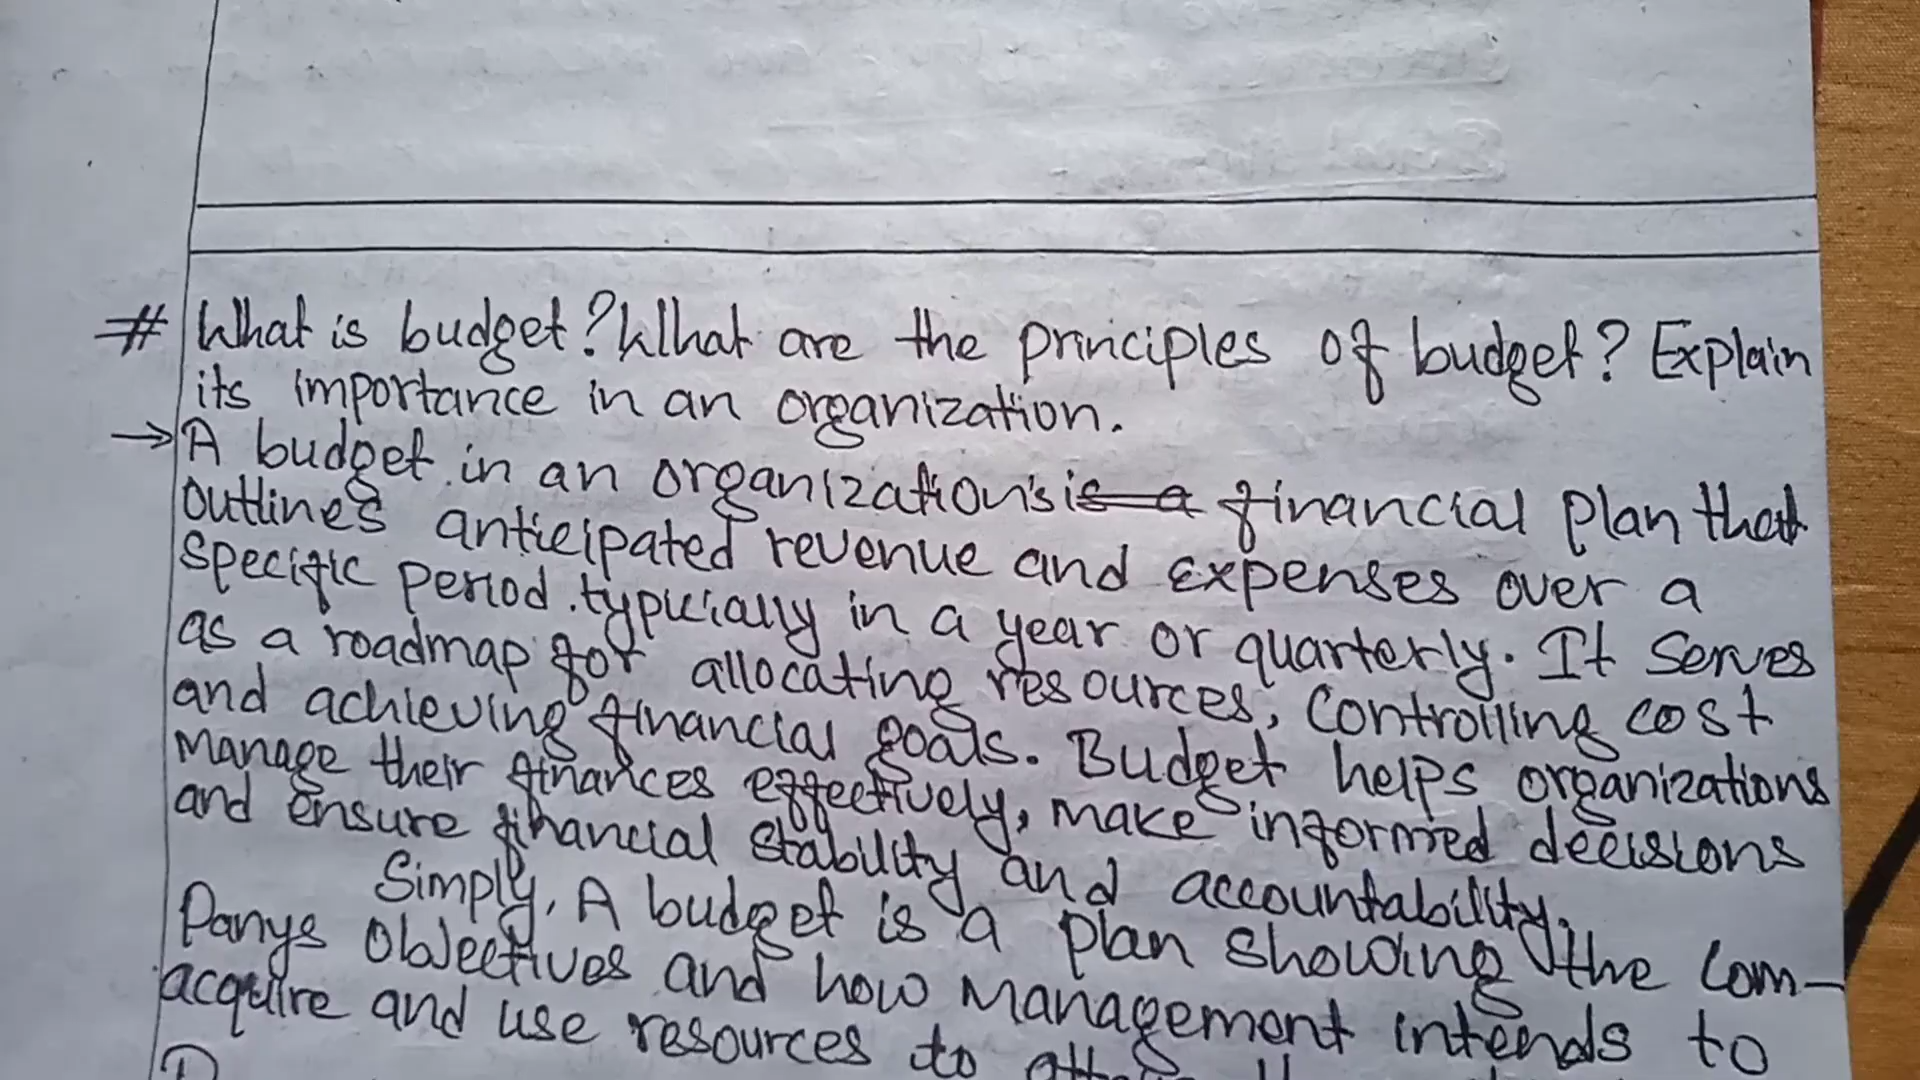 # What is budget? What are the principles of budget? Explain
its importance in an organization.
→ A budget in an organization's is a financial plan that
outlines anticipated revenue and expenses over a
specific period. typicially in a year or quarterly. It serves
as a roadmap for allocating resources, controlling cost
and achieving financial goals. Budget helps organizations
manage their finances effectively, make informed decisions
and ensure financial stability and accountability.
Simply, A budget is a plan showing the com-
panys objectives and how management intends to
acquire and use resources to